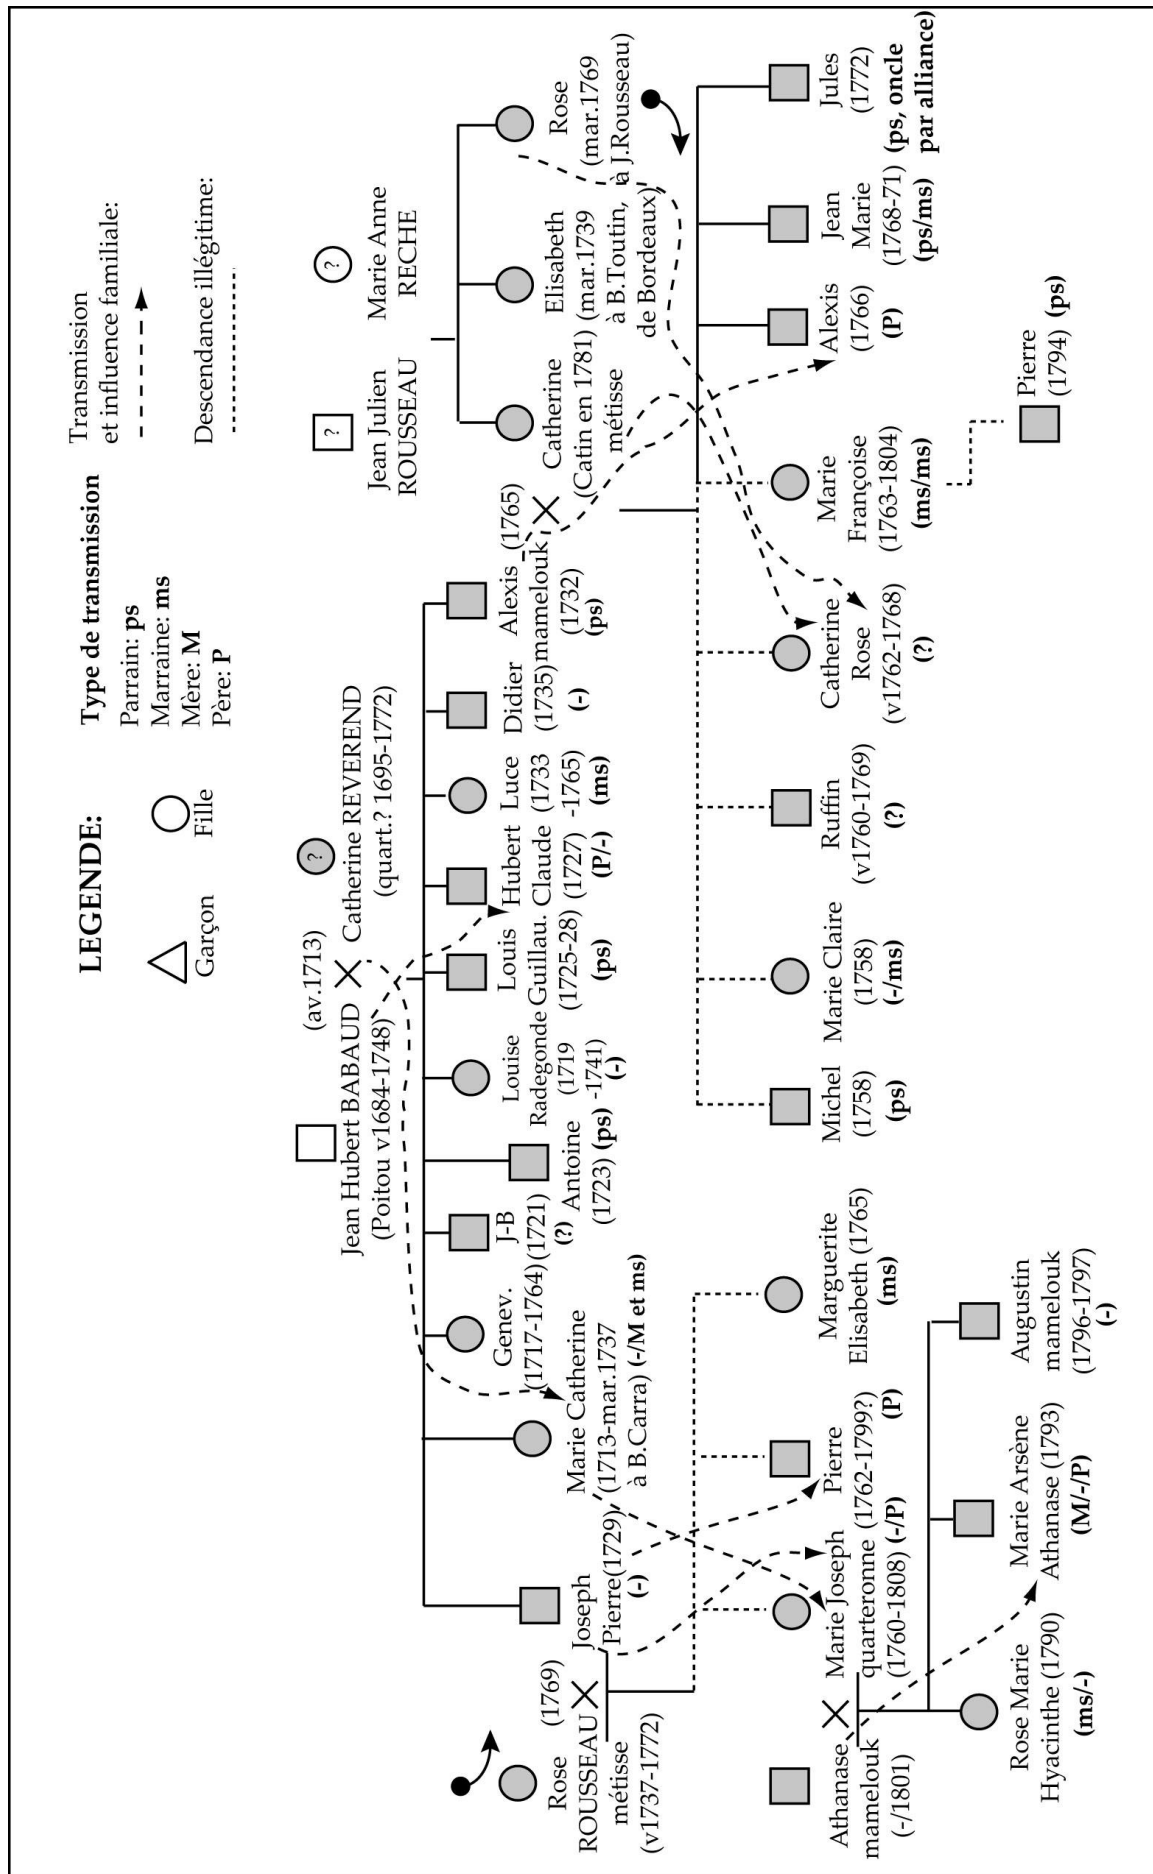 LEGENDE:
Garçon
Fille
Type de transmission
Parrain: ps
Marraine: ms
Mère: M
Père: P
Transmission
et influence familiale:
Descendance illégitime:
(av.1713)
Jean Hubert BABAUD
(Poitou v1684-1748)
?
Catherine REVEREND
(quart.? 1695-1772)
?
Jean Julien
ROUSSEAU
?
Marie Anne
RECHE
Rose
ROUSSEAU
métisse
(v1737-1772)
(1769)
Joseph
Pierre(1729)
(-)
Marie Catherine
(1713-mar.1737
à B.Carra) (-/M et ms)
Genev.
(1717-1764)
J-B
(1721)
(?)
Antoine
(1723) (ps)
Louise
Radegonde
(1719
-1741)
(-)
Louis
Guillau.
(1725-28)
(ps)
Hubert
Claude
(1727)
(P/-)
Luce
(1733
-1765)
(ms)
Didier
(1735)
(-)
Alexis
mamelouk
(1732)
(ps)
(1765)
Catherine
(Catin en 1781)
métisse
Elisabeth
(mar.1739
à B.Toutin,
de Bordeaux)
Rose
(mar.1769
à J.Rousseau)
Athanase
mamelouk
(-/1801)
Marie Joseph
quarteronne
(1760-1808) (-/P)
Pierre
(1762-1799?)
(P)
Marguerite
Elisabeth (1765)
(ms)
Michel
(1758)
(ps)
Marie Claire
(1758)
(-/ms)
Ruffin
(v1760-1769)
(?)
Catherine
Rose
(v1762-1768)
(?)
Marie
Françoise
(1763-1804)
(ms/ms)
Alexis
(1766)
(P)
Jean
Marie
(1768-71)
(ps/ms)
Jules
(1772)
(ps, oncle
par alliance)
Rose Marie
Hyacinthe (1790)
(ms/-)
Marie Arsène
Athanase (1793)
(M/-/P)
Augustin
mamelouk
(1796-1797)
(-)
Pierre
(1794) (ps)